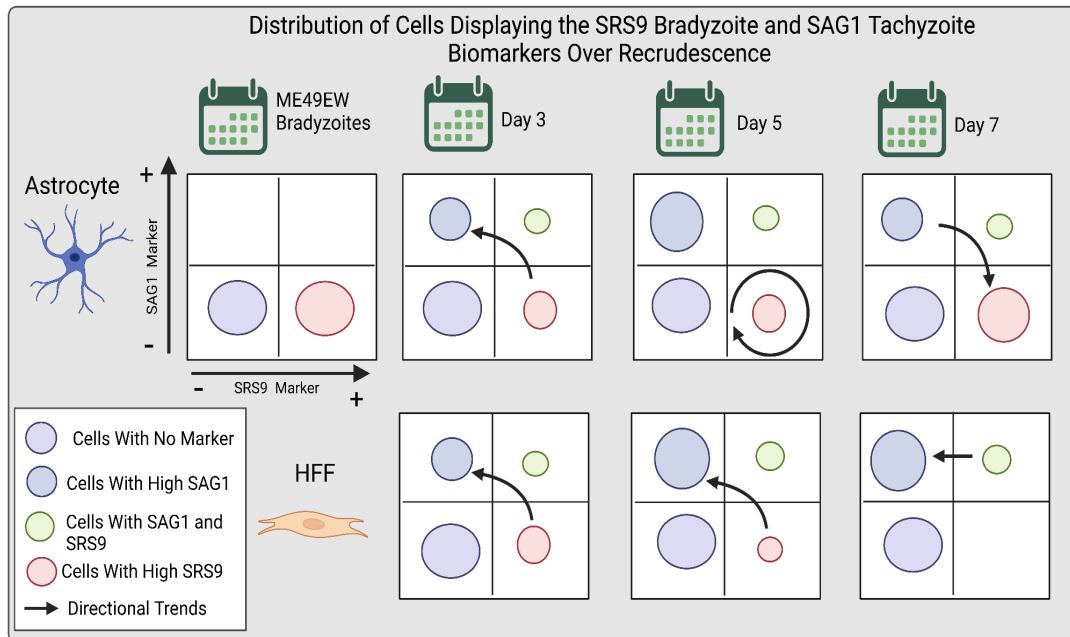 Distribution of Cells Displaying the SRS9 Bradyzoite and SAG1 Tachyzoite
Biomarkers Over Recrudescence
ME49EW
Bradyzoites
Day 3
Day 5
Day 7
Astrocyte
+
SAG1 Marker
-
- SRS9 Marker +
Cells With No Marker
Cells With High SAG1
Cells With SAG1 and
SRS9
Cells With High SRS9
Directional Trends
HFF